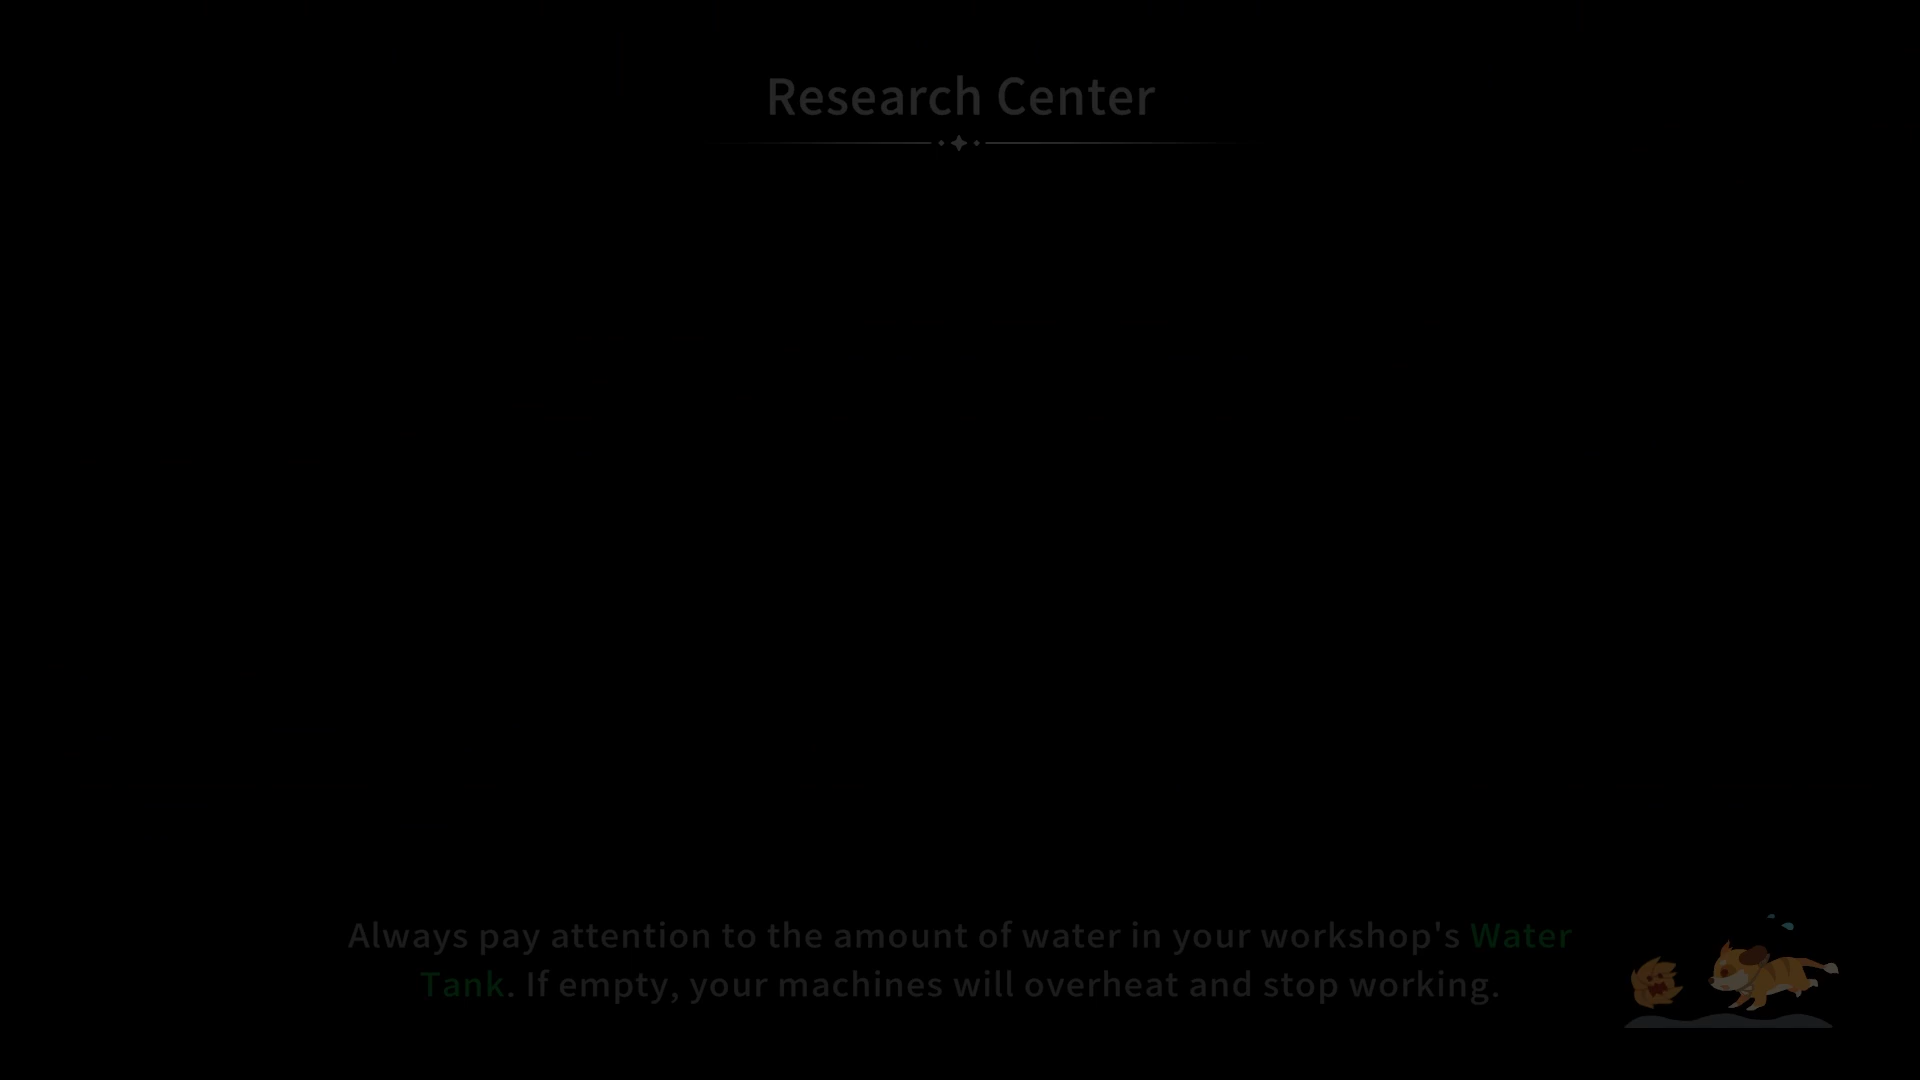 Research Center
Always pay attention to the amount of water in your workshop's Water
Tank. If empty, your machines will overheat and stop working.